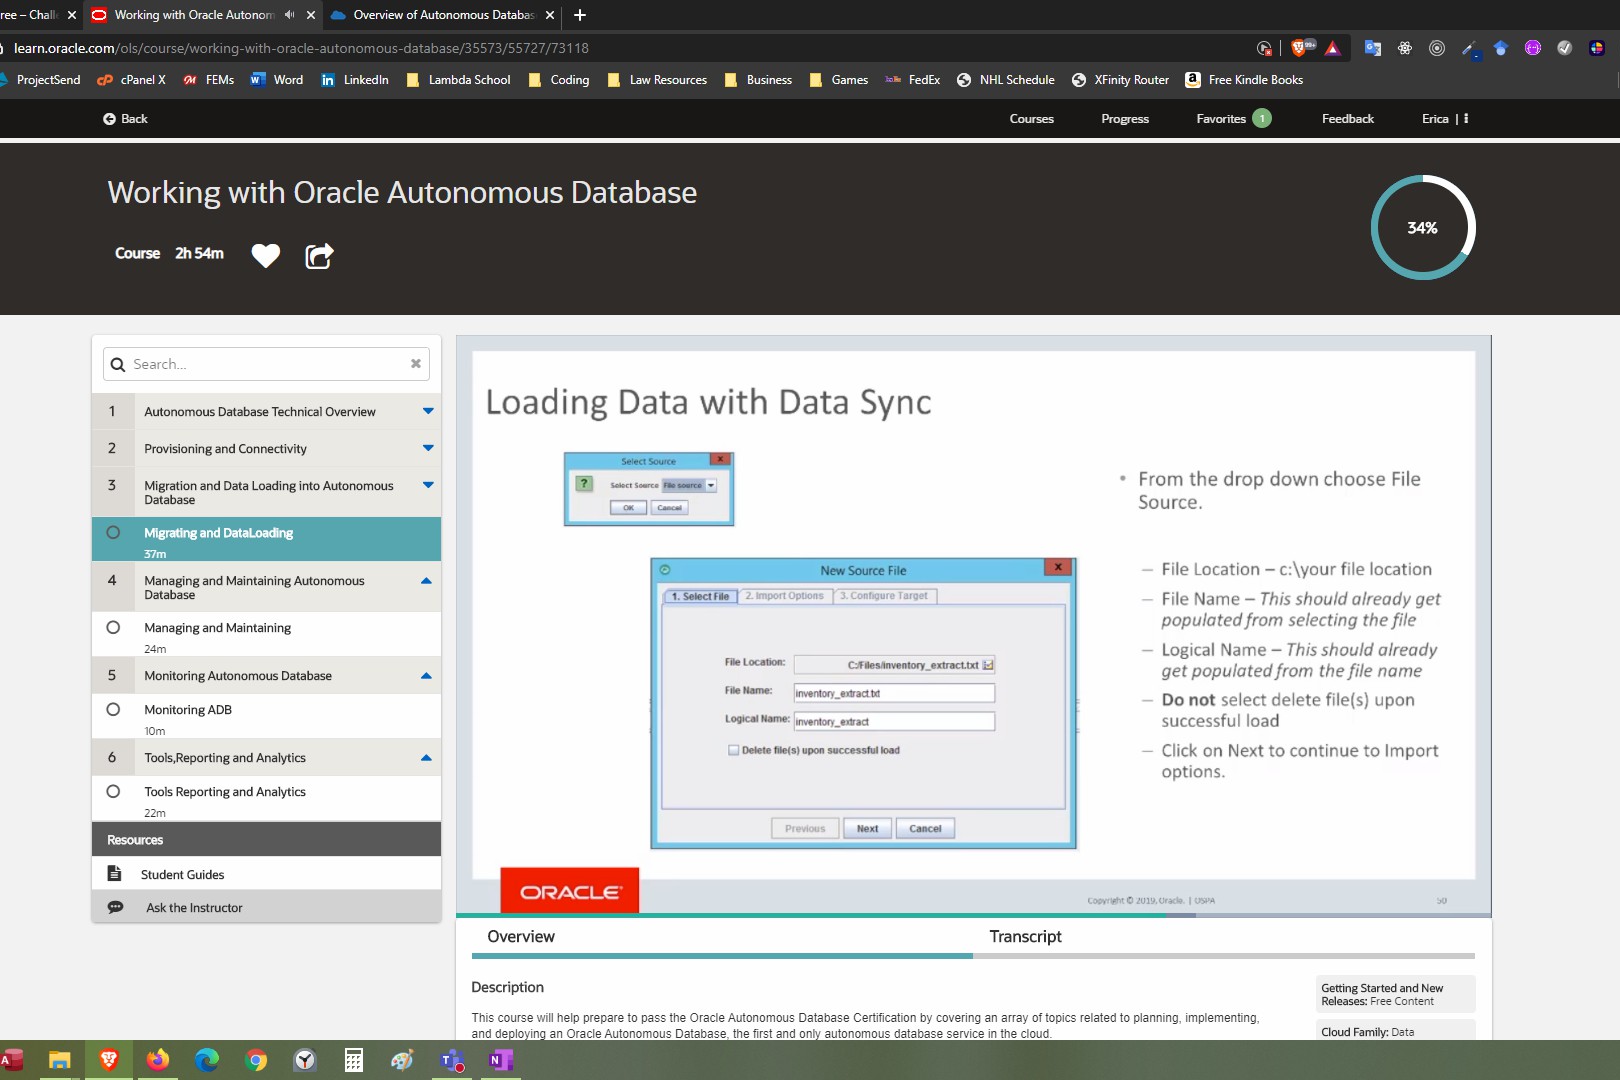 ree – Chall
Working with Oracle Autonom
Overview of Autonomous Databas
learn.oracle.com/ols/course/working-with-oracle-autonomous-database/35573/55727/73118
99+
ProjectSend
cPanel X
FEMs
Word
LinkedIn
Lambda School
Coding
Law Resources
Business
Games
FedEx
NHL Schedule
XFinity Router
Free Kindle Books
Back
Courses
Progress
Favorites 1
Feedback
Erica |
Working with Oracle Autonomous Database
Course 2h 54m
34%
Search...
1 Autonomous Database Technical Overview
2 Provisioning and Connectivity
3 Migration and Data Loading into Autonomous
Database
Migrating and DataLoading
37m
4 Managing and Maintaining Autonomous
Database
Managing and Maintaining
24m
5 Monitoring Autonomous Database
Monitoring ADB
10m
6 Tools,Reporting and Analytics
Tools Reporting and Analytics
22m
Resources
Student Guides
Ask the Instructor
Loading Data with Data Sync
Select Source
x
?
Select Source File source
OK Cancel
New Source File
x
1. Select File 2. Import Options 3. Configure Target
File Location: C:/Files/inventory_extract.txt
File Name: inventory_extract.txt
Logical Name: inventory_extract
Delete file(s) upon successful load
Previous Next Cancel
• From the drop down choose File
Source.
– File Location – c:\your file location
– File Name – This should already get
populated from selecting the file
– Logical Name – This should already
get populated from the file name
– Do not select delete file(s) upon
successful load
– Click on Next to continue to Import
options.
ORACLE
Copyright © 2019, Oracle. | OSPA
50
Overview
Transcript
Description
This course will help prepare to pass the Oracle Autonomous Database Certification by covering an array of topics related to planning, implementing,
and deploying an Oracle Autonomous Database, the first and only autonomous database service in the cloud.
Getting Started and New
Releases: Free Content
Cloud Family: Data